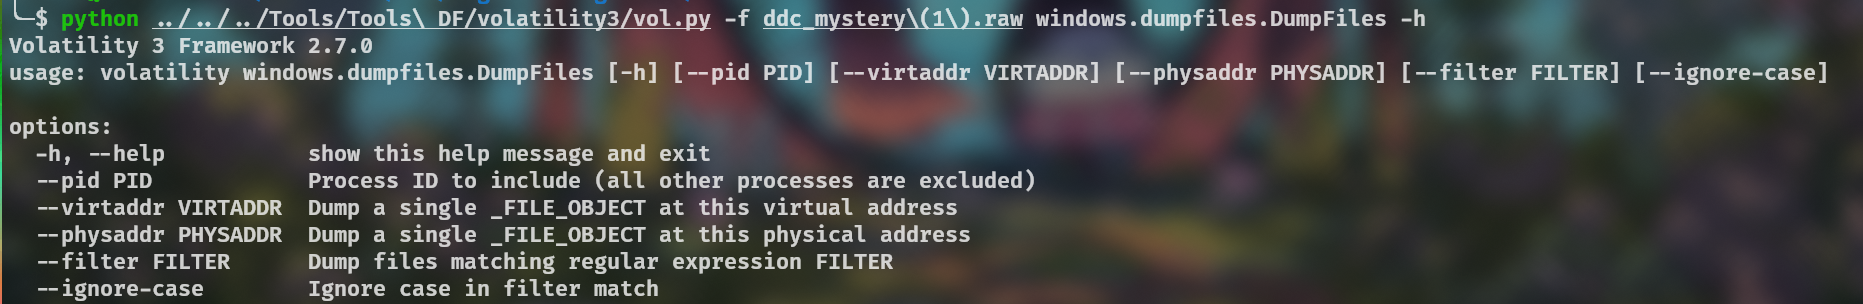 └─$ python ../../../Tools/Tools\ DF/volatility3/vol.py -f ddc_mystery\(1\).raw windows.dumpfiles.DumpFiles -h
Volatility 3 Framework 2.7.0
usage: volatility windows.dumpfiles.DumpFiles [-h] [--pid PID] [--virtaddr VIRTADDR] [--physaddr PHYSADDR] [--filter FILTER] [--ignore-case]

options:
  -h, --help           show this help message and exit
  --pid PID            Process ID to include (all other processes are excluded)
  --virtaddr VIRTADDR  Dump a single _FILE_OBJECT at this virtual address
  --physaddr PHYSADDR  Dump a single _FILE_OBJECT at this physical address
  --filter FILTER      Dump files matching regular expression FILTER
  --ignore-case        Ignore case in filter match